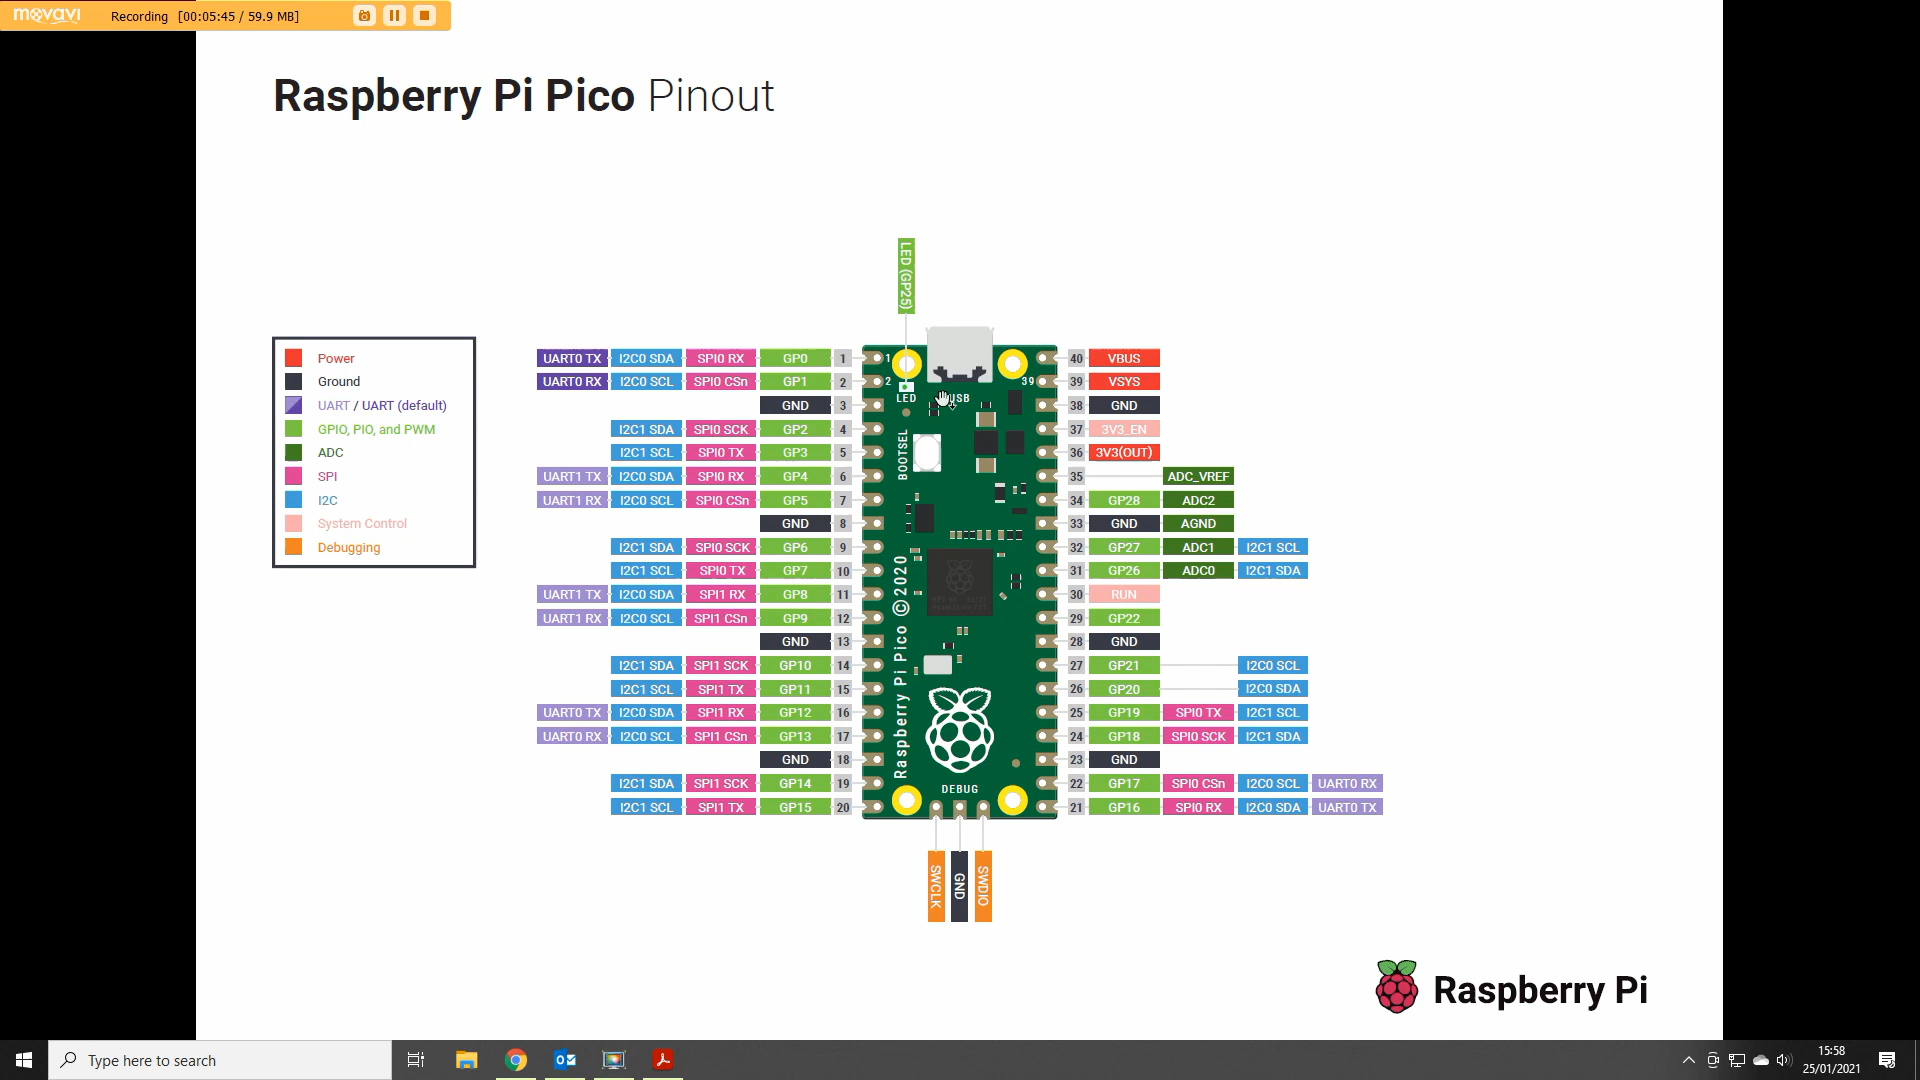 movavi Recording [00:05:45 / 59.9 MB]
Raspberry Pi Pico Pinout
LED (GP25)
Power
Ground
UART / UART (default)
GPIO, PIO, and PWM
ADC
SPI
I2C
System Control
Debugging
UART0 TX I2C0 SDA SPI0 RX GP0 1 1 40 VBUS
UART0 RX I2C0 SCL SPI0 CSn GP1 2 2 39 39 VSYS
GND 3 LED USB 38 GND
I2C1 SDA SPI0 SCK GP2 4 37 3V3_EN
I2C1 SCL SPI0 TX GP3 5 BOOTSEL 36 3V3(OUT)
UART1 TX I2C0 SDA SPI0 RX GP4 6 35 ADC_VREF
UART1 RX I2C0 SCL SPI0 CSn GP5 7 34 GP28 ADC2
GND 8 33 GND AGND
I2C1 SDA SPI0 SCK GP6 9 32 GP27 ADC1 I2C1 SCL
I2C1 SCL SPI0 TX GP7 10 31 GP26 ADC0 I2C1 SDA
UART1 TX I2C0 SDA SPI1 RX GP8 11 30 RUN
UART1 RX I2C0 SCL SPI1 CSn GP9 12 29 GP22
GND 13 28 GND
I2C1 SDA SPI1 SCK GP10 14 27 GP21 I2C0 SCL
I2C1 SCL SPI1 TX GP11 15 26 GP20 I2C0 SDA
UART0 TX I2C0 SDA SPI1 RX GP12 16 25 GP19 SPI0 TX I2C1 SCL
UART0 RX I2C0 SCL SPI1 CSn GP13 17 24 GP18 SPI0 SCK I2C1 SDA
GND 18 23 GND
I2C1 SDA SPI1 SCK GP14 19 22 GP17 SPI0 CSn I2C0 SCL UART0 RX
I2C1 SCL SPI1 TX GP15 20 21 GP16 SPI0 RX I2C0 SDA UART0 TX
Raspberry Pi Pico ©2020
DEBUG
SWCLK GND SWDIO
Raspberry Pi
Type here to search
15:58
25/01/2021